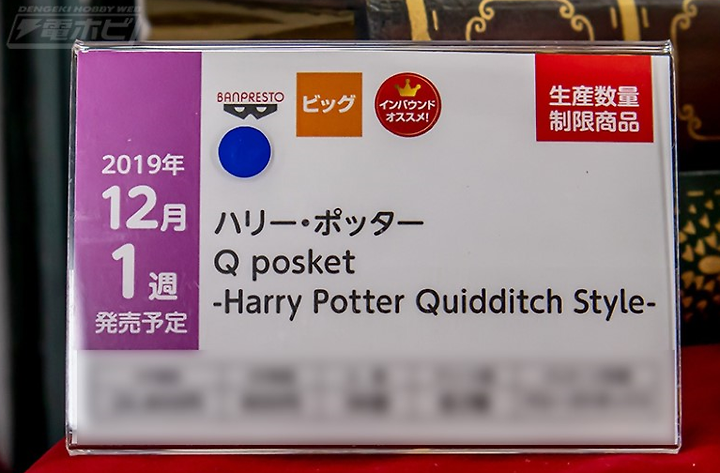 DENGEKI HOBBY WEB
電ホビ
BANPRESTO
ビッグ
インバウンド
オススメ!
生産数量
制限商品
2019年
12月
1週
発売予定
ハリー・ポッター
Q posket
-Harry Potter Quidditch Style-